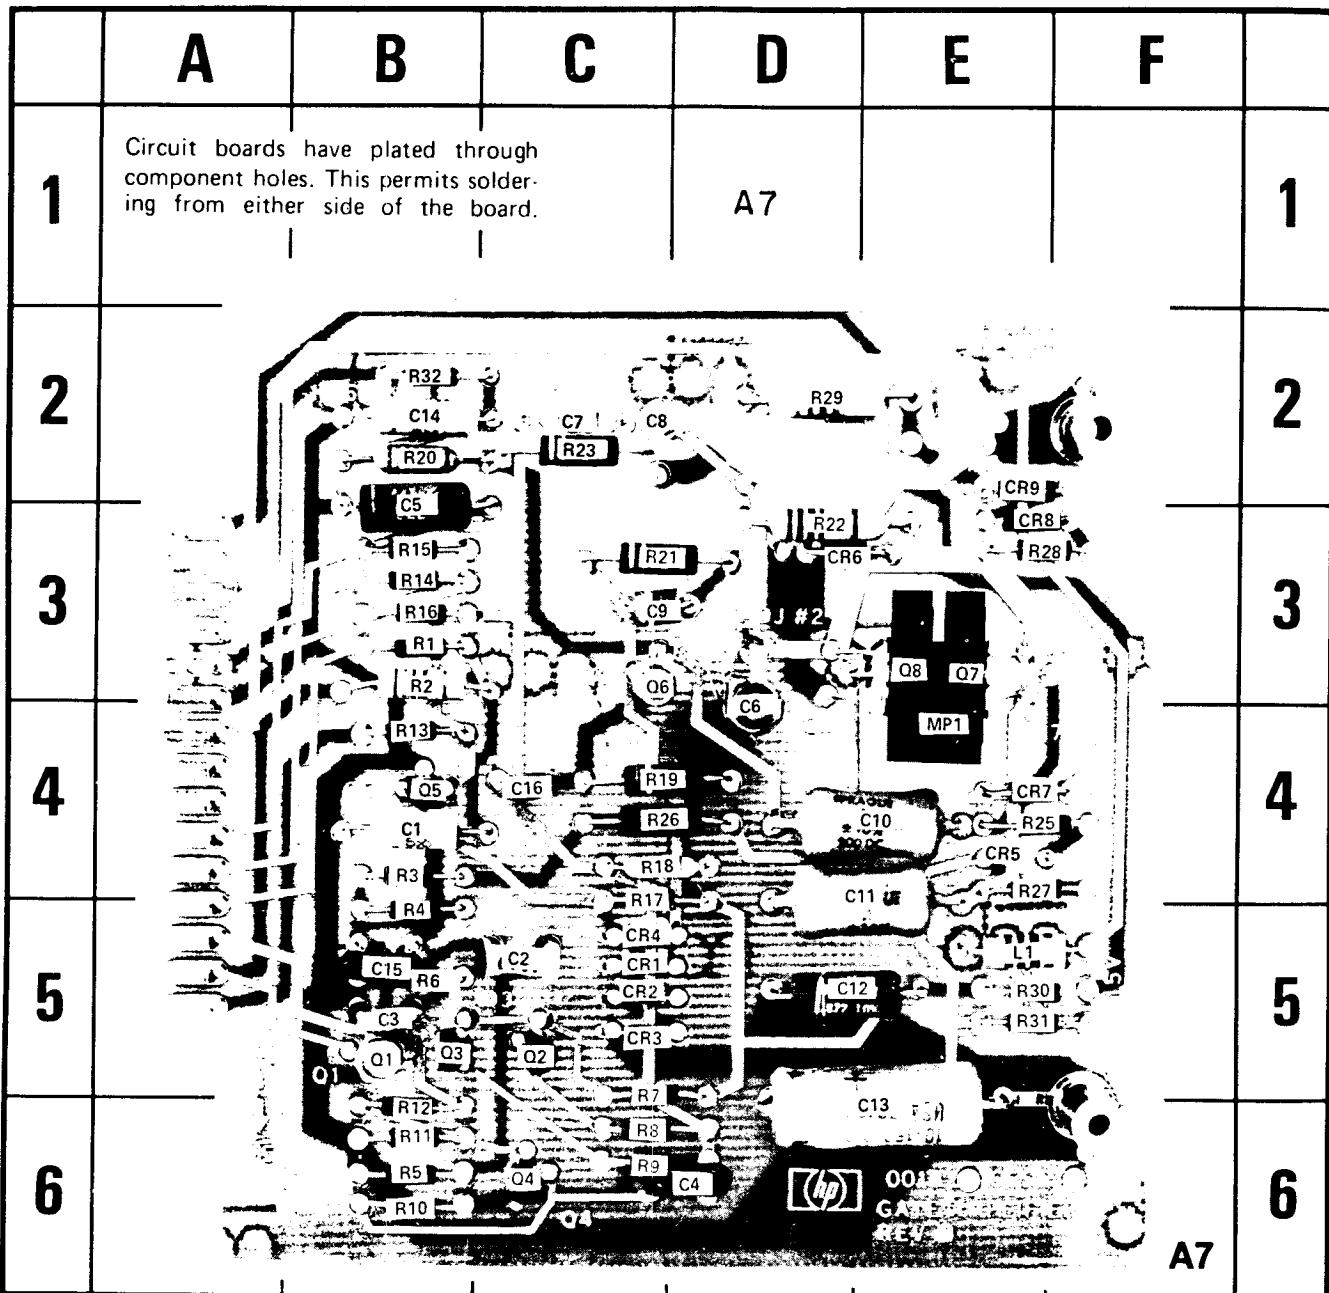 A B C D E F
1 1
Circuit boards have plated through
component holes. This permits solder-
ing from either side of the board.
A7
2 2
R32
R29
C14 C7 C8
R20 R23
CR9
C5
R22 CR8
3 3
R15 R21 CR6 R28
R14
R16 C9 J #2
R1
R2 Q6 Q8 Q7
C6
R13 MP1
4 4
Q5 C16 R19 CR7
C1 R26 C10 R25
CR5
R3 R18
R4 R17 C11 UE R27
5 5
CR4
C15 R6 C2 CR1 L1
CR2 C12 R30
C3 R31
Q1 Q3 Q2 CR3
Q1
R12 R7 C13
R11 R8
6 6
R5 Q4 R9 C4 hp
R10
Q4
A7